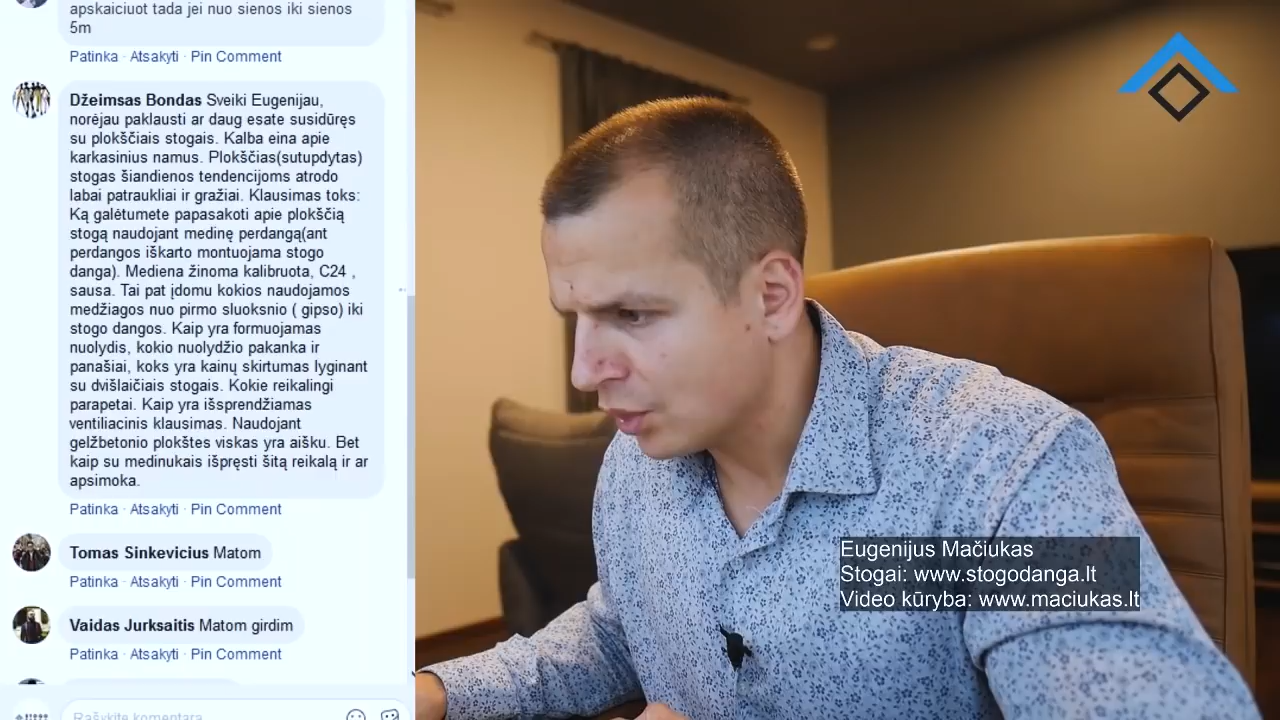 apskaiciuot tada jei nuo sienos iki sienos
5m
Patinka · Atsakyti · Pin Comment
Džeimsas Bondas Sveiki Eugenijau,
norėjau paklausti ar daug esate susidūręs
su plokščiais stogais. Kalba eina apie
karkasinius namus. Plokščias(sutupdytas)
stogas šiandienos tendencijoms atrodo
labai patraukliai ir gražiai. Klausimas toks:
Ką galėtumete papasakoti apie plokščią
stogą naudojant medinę perdangą(ant
perdangos iškarto montuojama stogo
danga). Mediena žinoma kalibruota, C24 ,
sausa. Tai pat įdomu kokios naudojamos
medžiagos nuo pirmo sluoksnio ( gipso) iki
stogo dangos. Kaip yra formuojamas
nuolydis, kokio nuolydžio pakanka ir
panašiai, koks yra kainų skirtumas lyginant
su dvišlaičiais stogais. Kokie reikalingi
parapetai. Kaip yra išsprendžiamas
ventiliacinis klausimas. Naudojant
gelžbetonio plokštes viskas yra aišku. Bet
kaip su medinukais išpręsti šitą reikalą ir ar
apsimoka.
Patinka · Atsakyti · Pin Comment
Tomas Sinkevicius Matom
Patinka · Atsakyti · Pin Comment
Vaidas Jurksaitis Matom girdim
Patinka · Atsakyti · Pin Comment
Rašykite komentarą
Eugenijus Mačiukas
Stogai: www.stogodanga.lt
Video kūryba: www.maciukas.lt